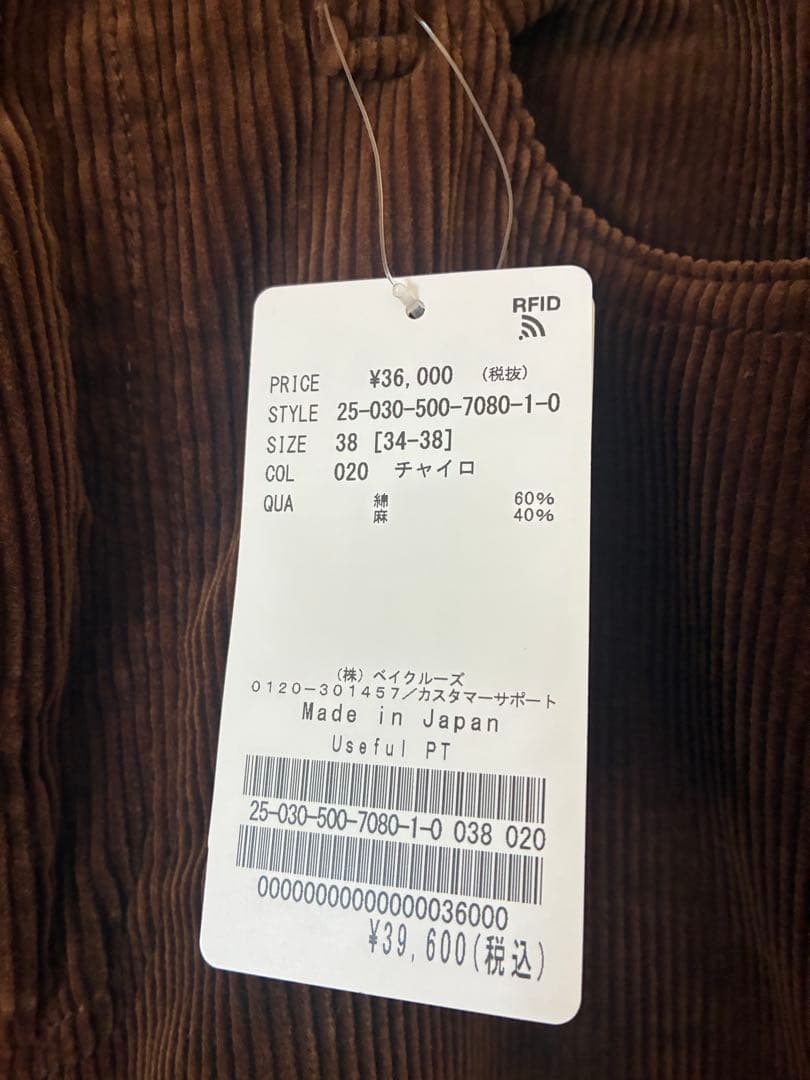 RFID
PRICE ¥36,000 (税抜)
STYLE 25-030-500-7080-1-0
SIZE 38 [34-38]
COL 020 チャイロ
QUA 綿 60%
麻 40%
(株)ベイクルーズ
0120-301457/カスタマーサポート
Made in Japan
Useful PT
25-030-500-7080-1-0 038 020
00000000000000036000
¥39,600(税込)